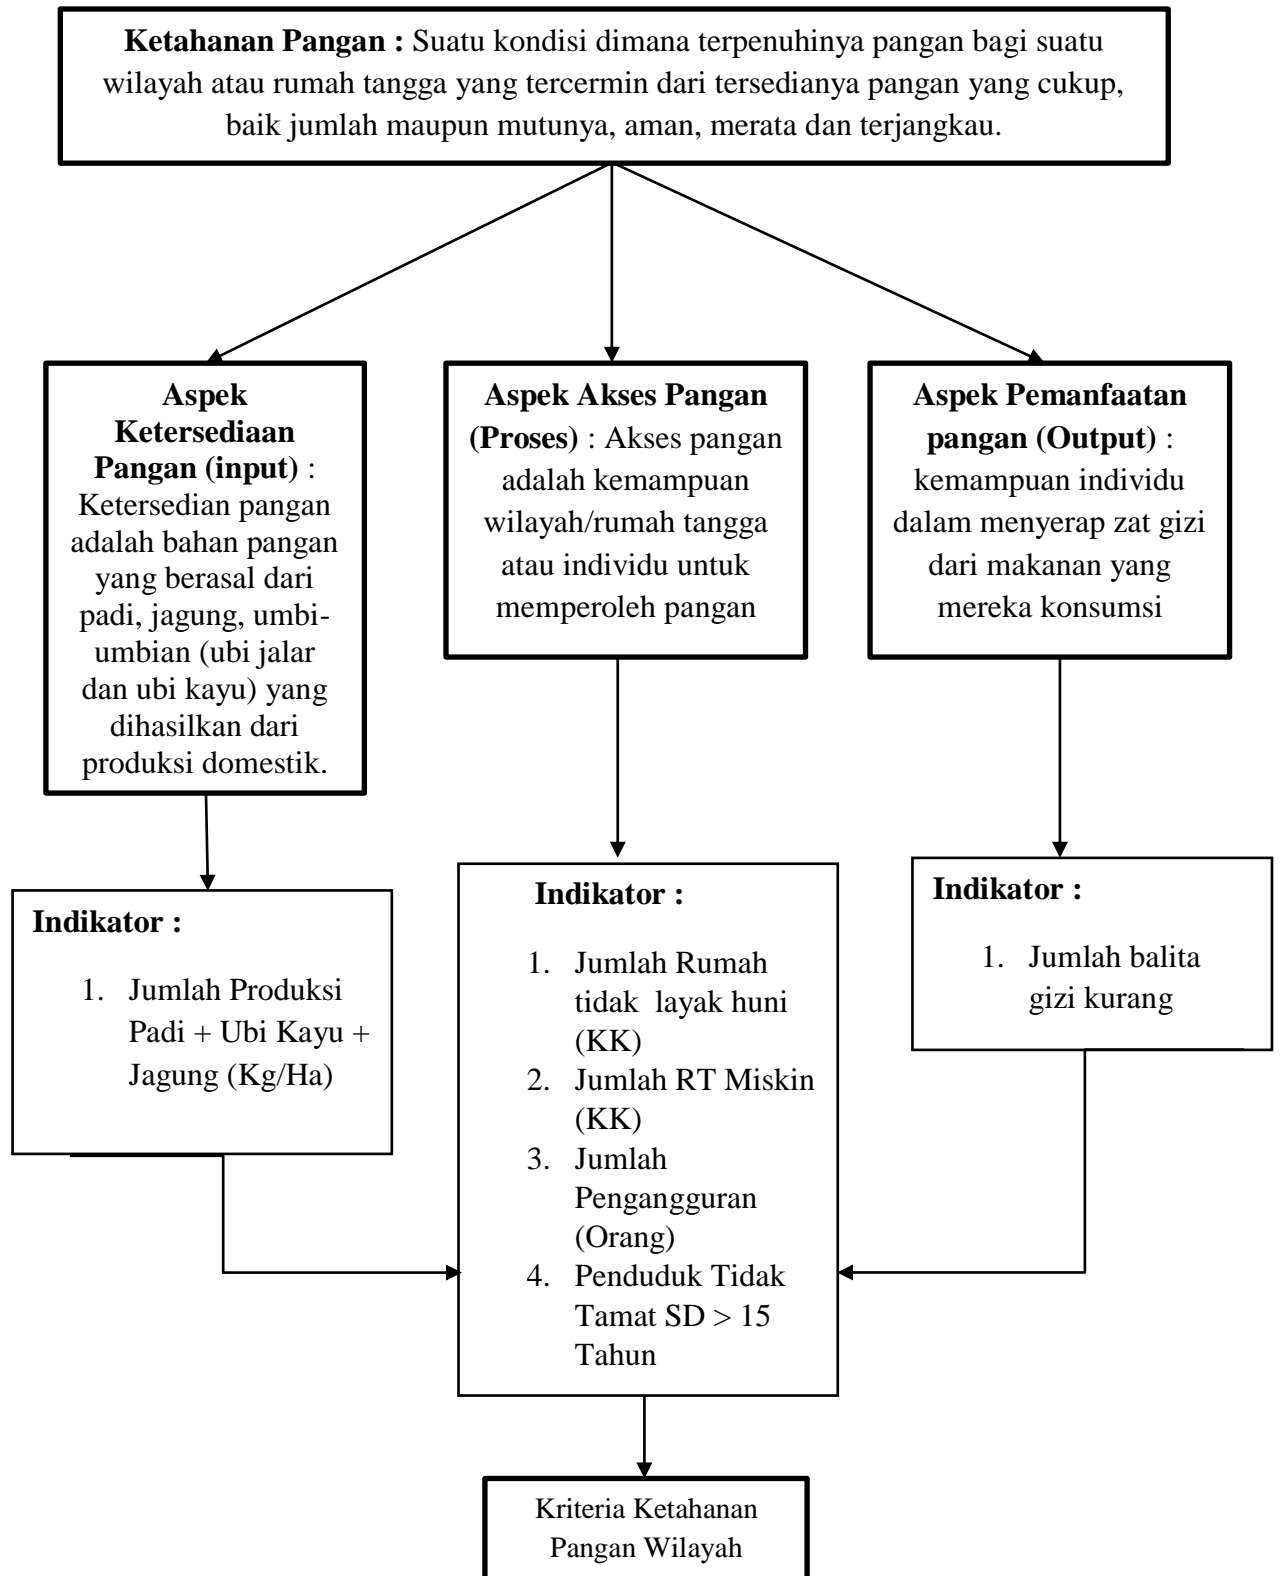 Ketahanan Pangan : Suatu kondisi dimana terpenuhinya pangan bagi suatu
wilayah atau rumah tangga yang tercermin dari tersedianya pangan yang cukup,
baik jumlah maupun mutunya, aman, merata dan terjangkau.
Aspek
Ketersediaan
Pangan (input) :
Ketersedian pangan
adalah bahan pangan
yang berasal dari
padi, jagung, umbi-
umbian (ubi jalar
dan ubi kayu) yang
dihasilkan dari
produksi domestik.
Aspek Akses Pangan
(Proses) : Akses pangan
adalah kemampuan
wilayah/rumah tangga
atau individu untuk
memperoleh pangan
Aspek Pemanfaatan
pangan (Output) :
kemampuan individu
dalam menyerap zat gizi
dari makanan yang
mereka konsumsi
Indikator :
1. Jumlah Produksi
Padi + Ubi Kayu +
Jagung (Kg/Ha)
Indikator :
1. Jumlah Rumah
tidak layak huni
(KK)
2. Jumlah RT Miskin
(KK)
3. Jumlah
Pengangguran
(Orang)
4. Penduduk Tidak
Tamat SD > 15
Tahun
Indikator :
1. Jumlah balita
gizi kurang
Kriteria Ketahanan
Pangan Wilayah